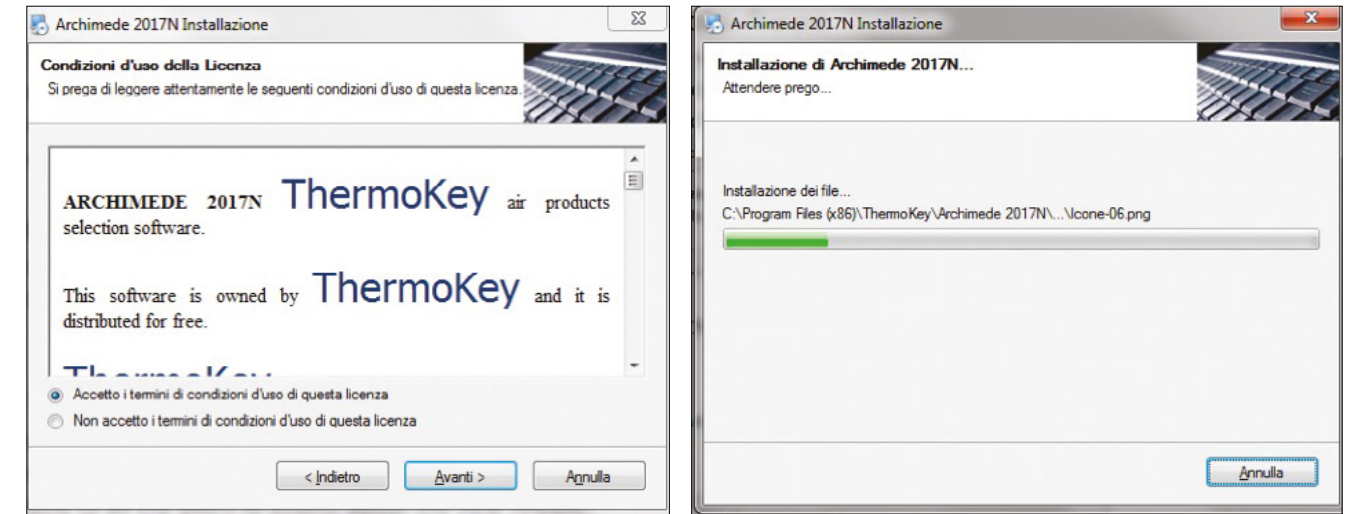 Archimede 2017N Installazione
Condizioni d'uso della Licenza
Si prega di leggere attentamente le seguenti condizioni d'uso di questa licenza.
ARCHIMEDE 2017N ThermoKey air products
selection software.
This software is owned by ThermoKey and it is
distributed for free.
ThermoKey
Accetto i termini di condizioni d'uso di questa licenza
Non accetto i termini di condizioni d'uso di questa licenza
< Indietro
Avanti >
Annulla
Archimede 2017N Installazione
Installazione di Archimede 2017N...
Attendere prego...
Installazione dei file...
C:\Program Files (x86)\ThermoKey\Archimede 2017N\...\Icone-06.png
Annulla